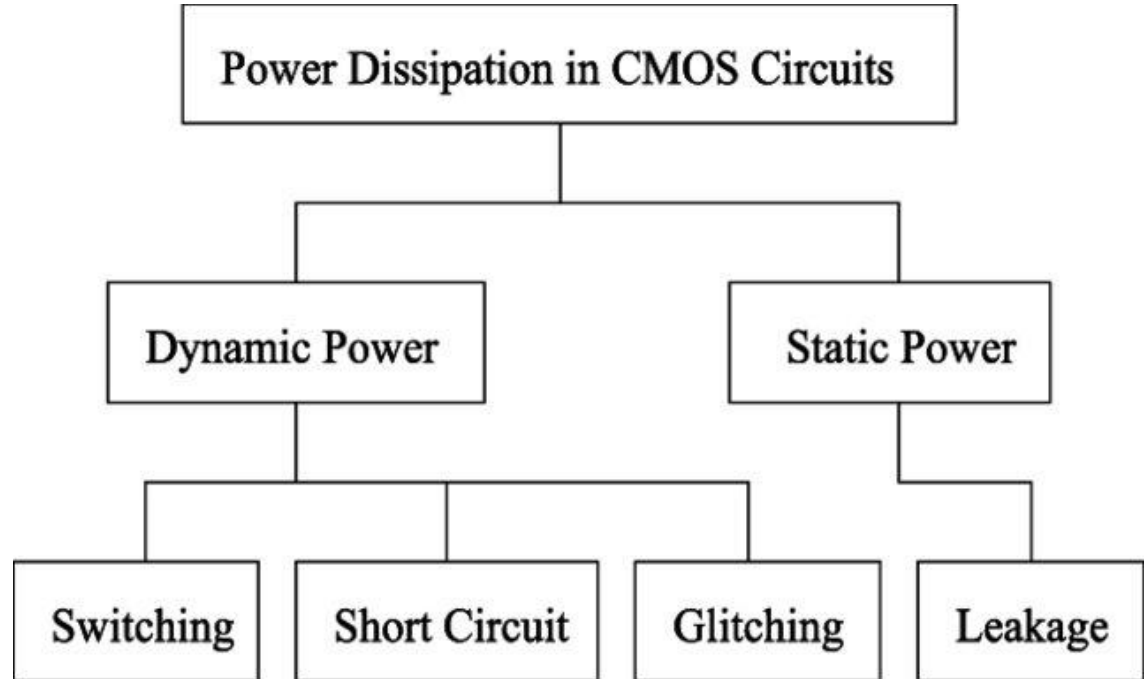 Power Dissipation in CMOS Circuits
Dynamic Power
Static Power
Switching
Short Circuit
Glitching
Leakage